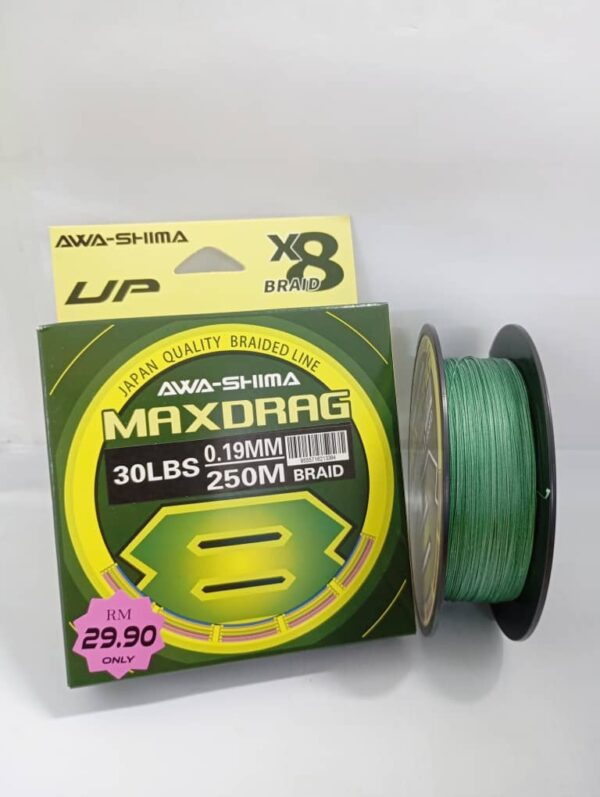 AWA-SHIMA
UP
X8
BRAID
JAPAN QUALITY BRAIDED LINE
AWA-SHIMA
MAXDRAG
30LBS
0.19MM
250M BRAID
8
RM
29.90
ONLY